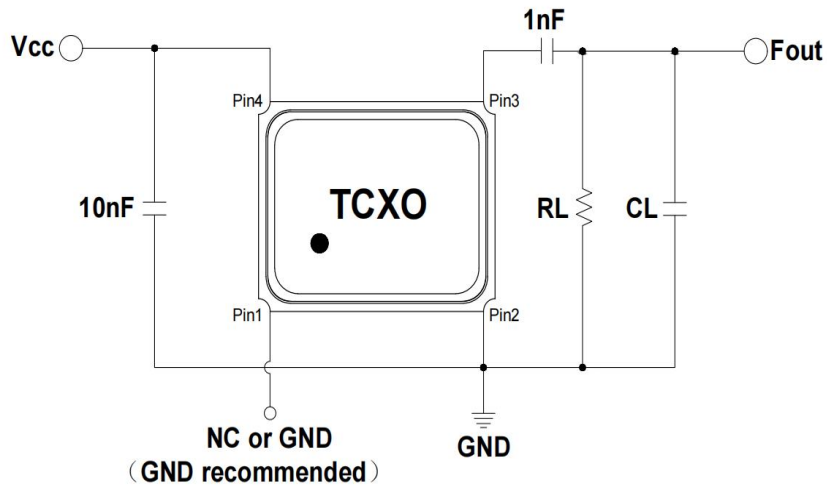 1nF
Vcc
Fout
Pin4
Pin3
TCXO
10nF
RL
CL
Pin1
Pin2
NC or GND
（GND recommended）
GND